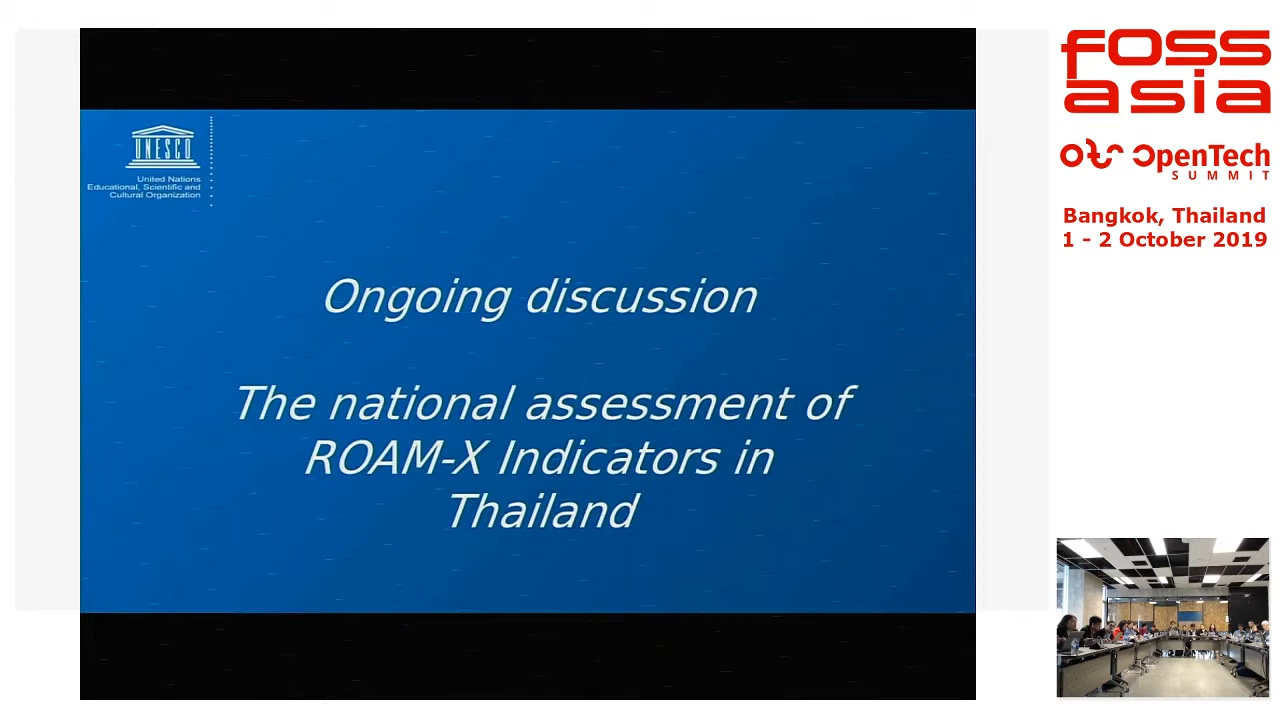 UNESCO
United Nations
Educational, Scientific and
Cultural Organization
Ongoing discussion
The national assessment of
ROAM-X Indicators in
Thailand
FOSS
asia
OpenTech
SUMMIT
Bangkok, Thailand
1 - 2 October 2019